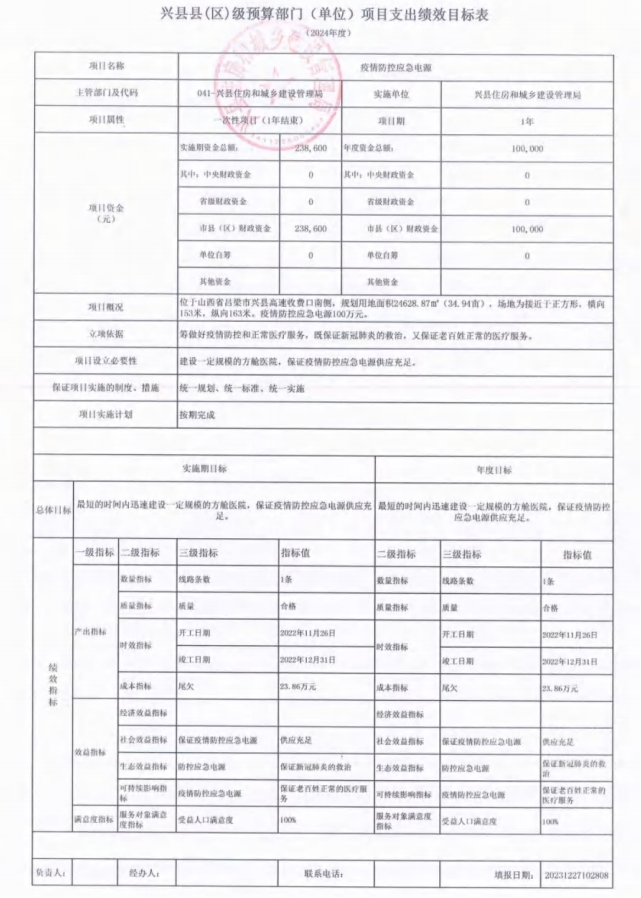 兴县县(区)级预算部门（单位）项目支出绩效目标表
（2024年度）
项目名称 疫情防控应急电源
主管部门及代码 041-兴县住房和城乡建设管理局 实施单位 兴县住房和城乡建设管理局
项目属性 一次性项目（1年结束） 项目期 1年
项目资金
（元）
实施期资金总额： 238,600 年度资金总额： 100,000
其中：中央财政资金 0 其中：中央财政资金 0
省级财政资金 0 省级财政资金 0
市县（区）财政资金 238,600 市县（区）财政资金 100,000
单位自筹 0 单位自筹 0
其他资金 其他资金
项目概况 位于山西省吕梁市兴县高速收费口南侧，规划用地面积24628.87㎡（34.94亩），场地为接近于正方形，横向
153米，纵向163米。疫情防控应急电源100万元。
立项依据 筹做好疫情防控和正常医疗服务，既保证新冠肺炎的救治，又保证老百姓正常的医疗服务。
项目设立必要性 建设一定规模的方舱医院，保证疫情防控应急电源供应充足。
保证项目实施的制度、措施 统一规划、统一标准、统一实施
项目实施计划 按期完成
实施期目标 年度目标
总体目标 最短的时间内迅速建设一定规模的方舱医院，保证疫情防控应急电源供应充
足。
最短的时间内迅速建设一定规模的方舱医院，保证疫情防控
应急电源供应充足。
绩效指标
一级指标 二级指标 三级指标 指标值 二级指标 三级指标 指标值
产出指标
数量指标 线路条数 1条 数量指标 线路条数 1条
质量指标 质量 合格 质量指标 质量 合格
时效指标 开工日期 2022年11月26日 时效指标 开工日期 2022年11月26日
竣工日期 2022年12月31日 竣工日期 2022年12月31日
成本指标 尾欠 23.86万元 成本指标 尾欠 23.86万元
效益指标
经济效益指标 经济效益指标
社会效益指标 保证疫情防控应急电源 供应充足 社会效益指标 保证疫情防控应急电源 供应充足
生态效益指标 防控应急电源 保证新冠肺炎的救治 生态效益指标 防控应急电源 保证新冠肺炎的救
治
可持续影响指
标 疫情防控应急电源 保证老百姓正常的医疗服
务 可持续影响指标 疫情防控应急电源 保证老百姓正常的
医疗服务
满意度指标 服务对象满意
度指标 受益人口满意度 100% 服务对象满意度
指标 受益人口满意度 100%
负责人： 经办人： 联系电话： 填报日期： 20231227102808